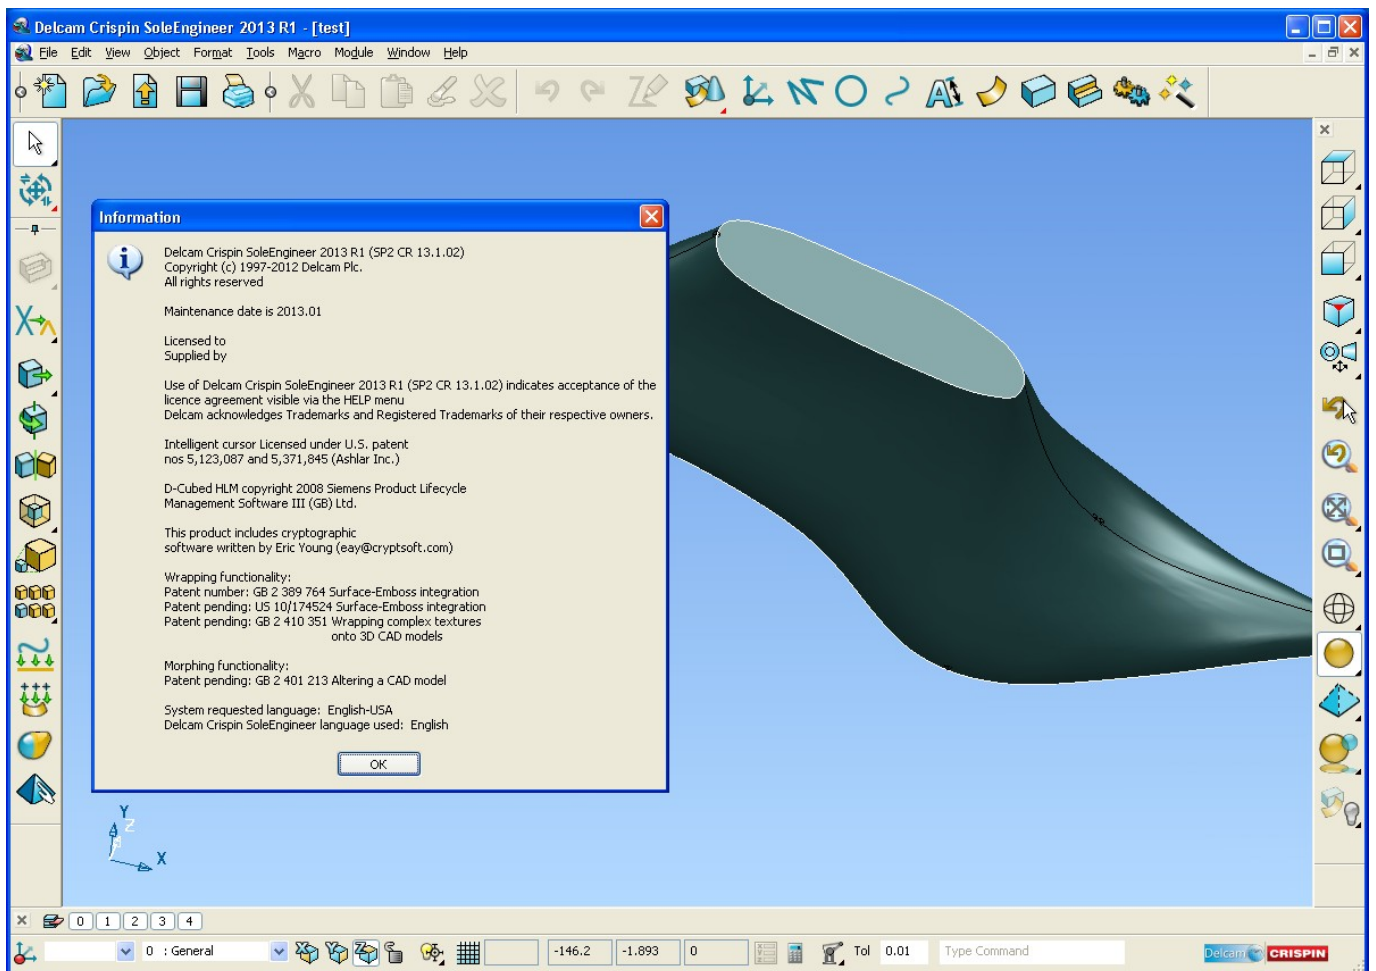 Delcam Crispin SoleEngineer 2013 R1 - [test]
File Edit View Object Format Tools Macro Module Window Help
Information
Delcam Crispin SoleEngineer 2013 R1 (SP2 CR 13.1.02)
Copyright (c) 1997-2012 Delcam Plc.
All rights reserved
Maintenance date is 2013.01
Licensed to
Supplied by
Use of Delcam Crispin SoleEngineer 2013 R1 (SP2 CR 13.1.02) indicates acceptance of the
licence agreement visible via the HELP menu
Delcam acknowledges Trademarks and Registered Trademarks of their respective owners.
Intelligent cursor Licensed under U.S. patent
nos 5,123,087 and 5,371,845 (Ashlar Inc.)
D-Cubed HLM copyright 2008 Siemens Product Lifecycle
Management Software III (GB) Ltd.
This product includes cryptographic
software written by Eric Young (eay@cryptsoft.com)
Wrapping functionality:
Patent number: GB 2 389 764 Surface-Emboss integration
Patent pending: US 10/174524 Surface-Emboss integration
Patent pending: GB 2 410 351 Wrapping complex textures
onto 3D CAD models
Morphing functionality:
Patent pending: GB 2 401 213 Altering a CAD model
System requested language: English-USA
Delcam Crispin SoleEngineer language used: English
OK
Y
Z
X
0 1 2 3 4
0 : General -146.2 -1.893 0 Tol 0.01 Type Command Delcam CRISPIN